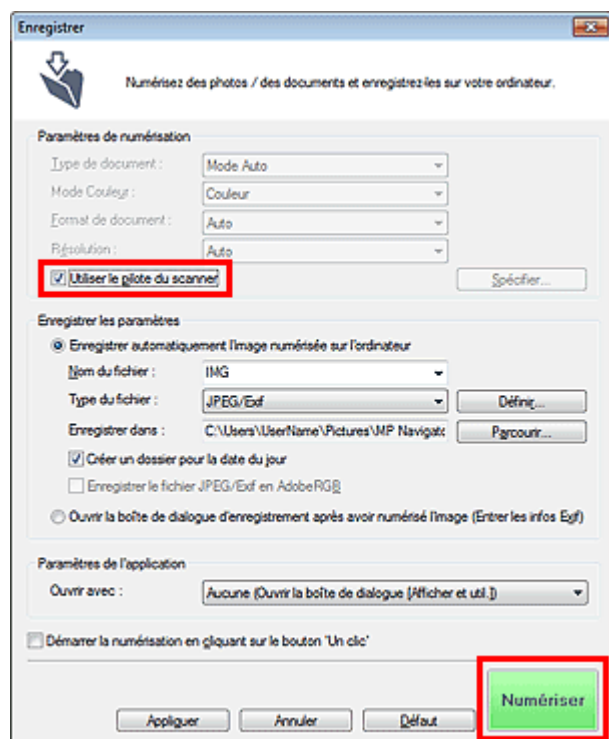 Enregistrer
Numérisez des photos / des documents et enregistrez-les sur votre ordinateur.
Paramètres de numérisation
Type de document : Mode Auto
Mode Couleur : Couleur
Format de document : Auto
Résolution : Auto
Utiliser le pilote du scanner Spécifier...
Enregistrer les paramètres
Enregistrer automatiquement l'image numérisée sur l'ordinateur
Nom du fichier : IMG
Type du fichier : JPEG/Exif Définir...
Enregistrer dans : C:\Users\UserName\Pictures\MP Navigato Parcourir...
Créer un dossier pour la date du jour
Enregistrer le fichier JPEG/Exif en AdobeRGB
Ouvrir la boîte de dialogue d'enregistrement après avoir numérisé l'image (Entrer les infos Exif)
Paramètres de l'application
Ouvrir avec : Aucune (Ouvrir la boîte de dialogue [Afficher et util.])
Démarrer la numérisation en cliquant sur le bouton 'Un clic'
Numériser
Appliquer Annuler Défaut